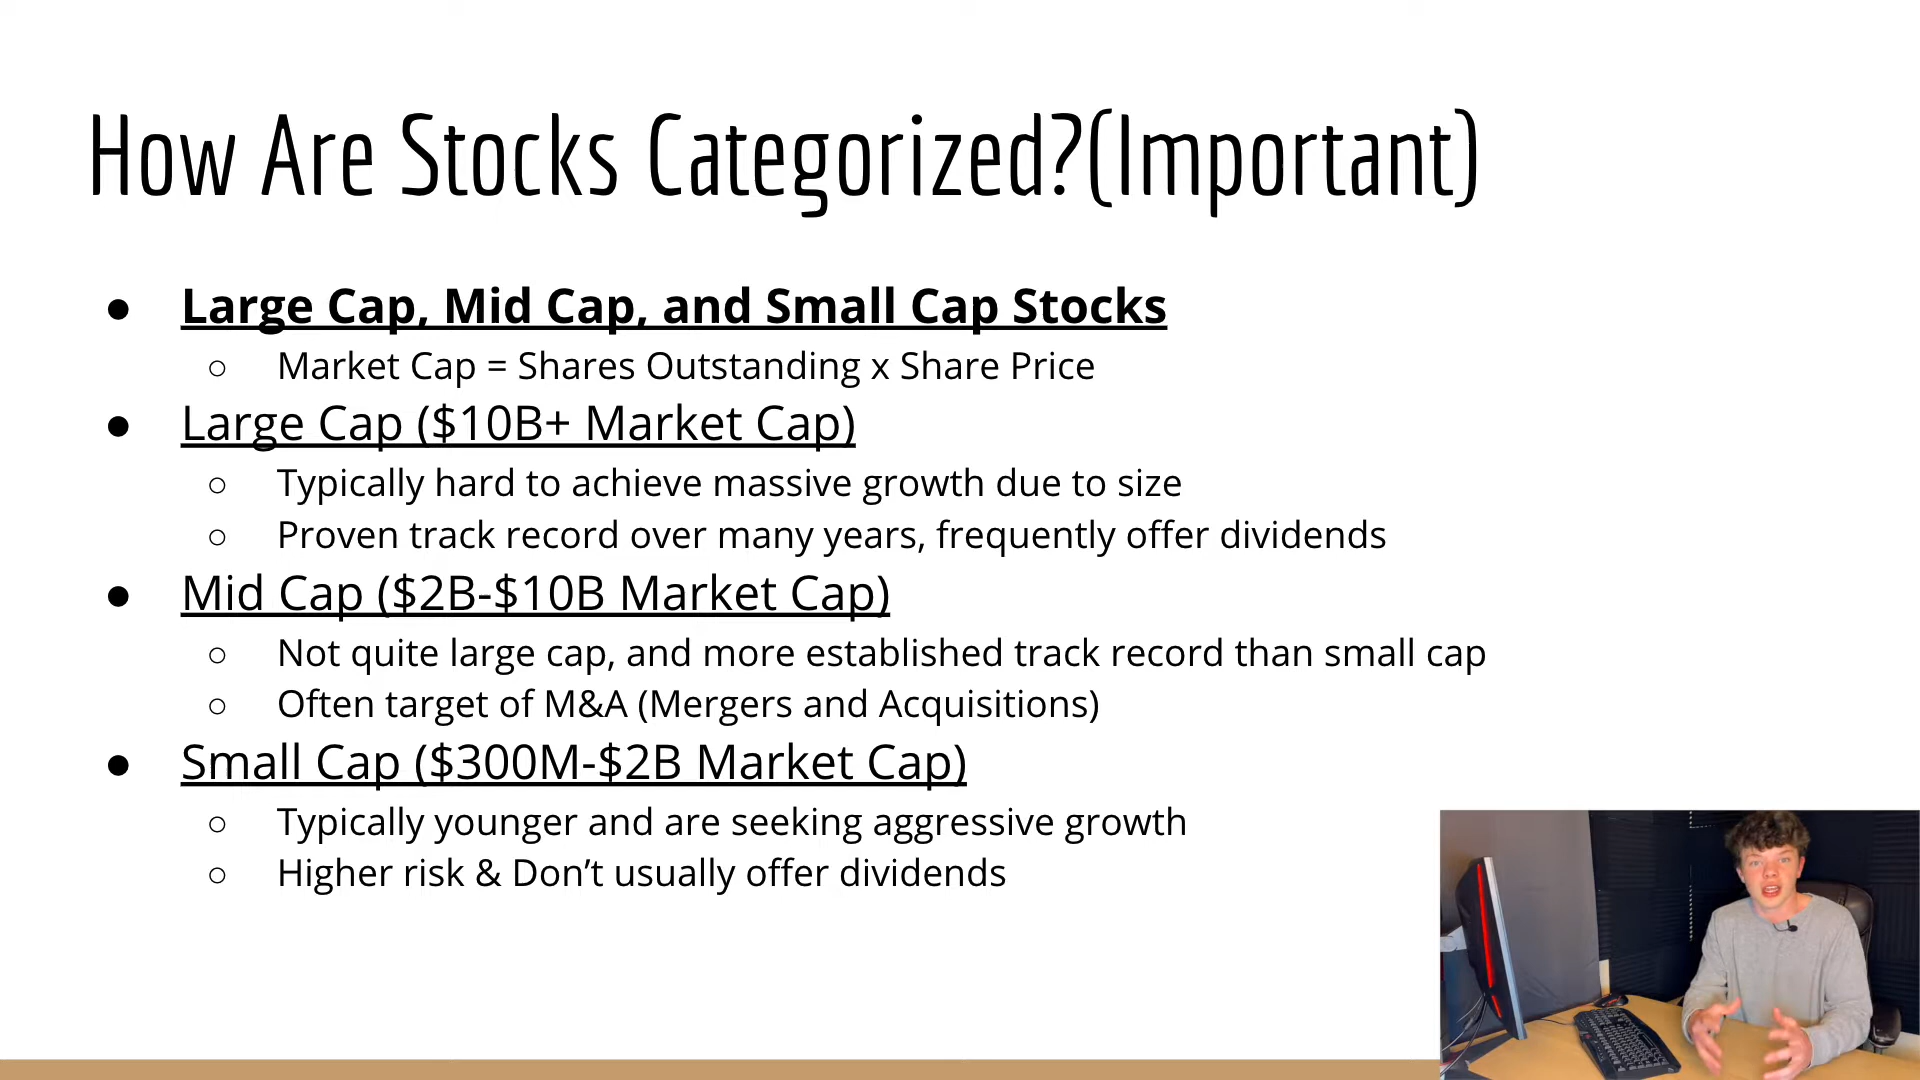 How Are Stocks Categorized?(Important)
● Large Cap, Mid Cap, and Small Cap Stocks
○ Market Cap = Shares Outstanding x Share Price
● Large Cap ($10B+ Market Cap)
○ Typically hard to achieve massive growth due to size
○ Proven track record over many years, frequently offer dividends
● Mid Cap ($2B-$10B Market Cap)
○ Not quite large cap, and more established track record than small cap
○ Often target of M&A (Mergers and Acquisitions)
● Small Cap ($300M-$2B Market Cap)
○ Typically younger and are seeking aggressive growth
○ Higher risk & Don’t usually offer dividends